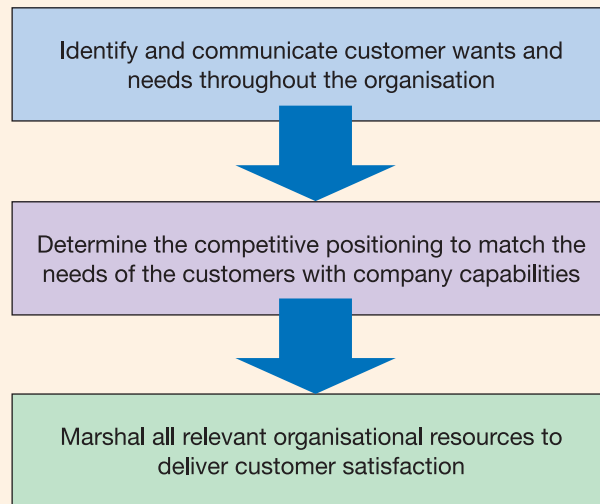 Identify and communicate customer wants and
needs throughout the organisation
Determine the competitive positioning to match the
needs of the customers with company capabilities
Marshal all relevant organisational resources to
deliver customer satisfaction